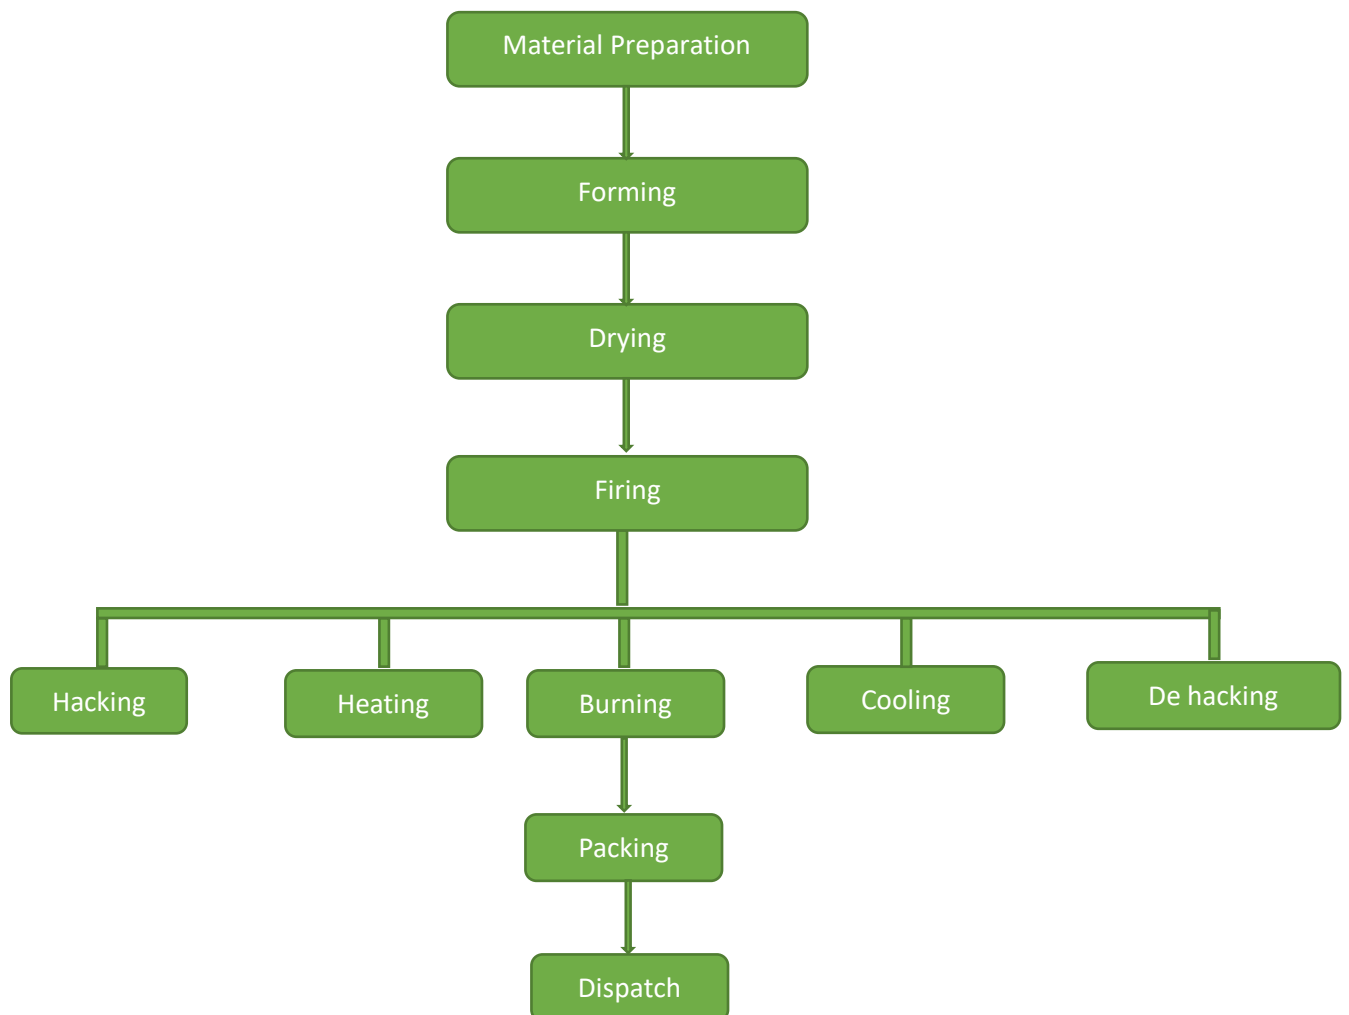 Material Preparation
Forming
Drying
Firing
Hacking
Heating
Burning
Cooling
De hacking
Packing
Dispatch